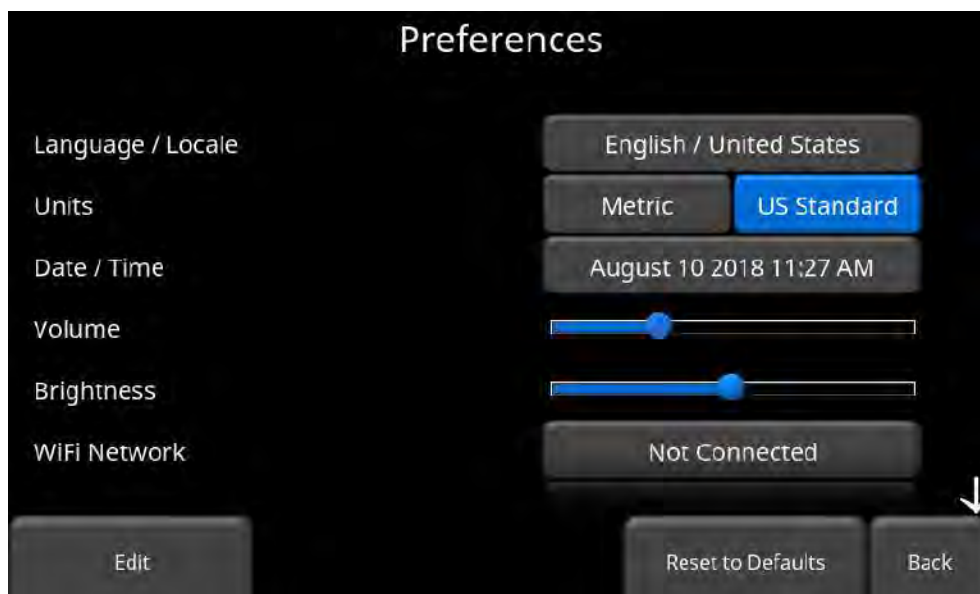 Preferences
Language / Locale English / United States
Units Metric US Standard
Date / Time August 10 2018 11:27 AM
Volume
Brightness
WiFi Network Not Connected
Edit Reset to Defaults Back